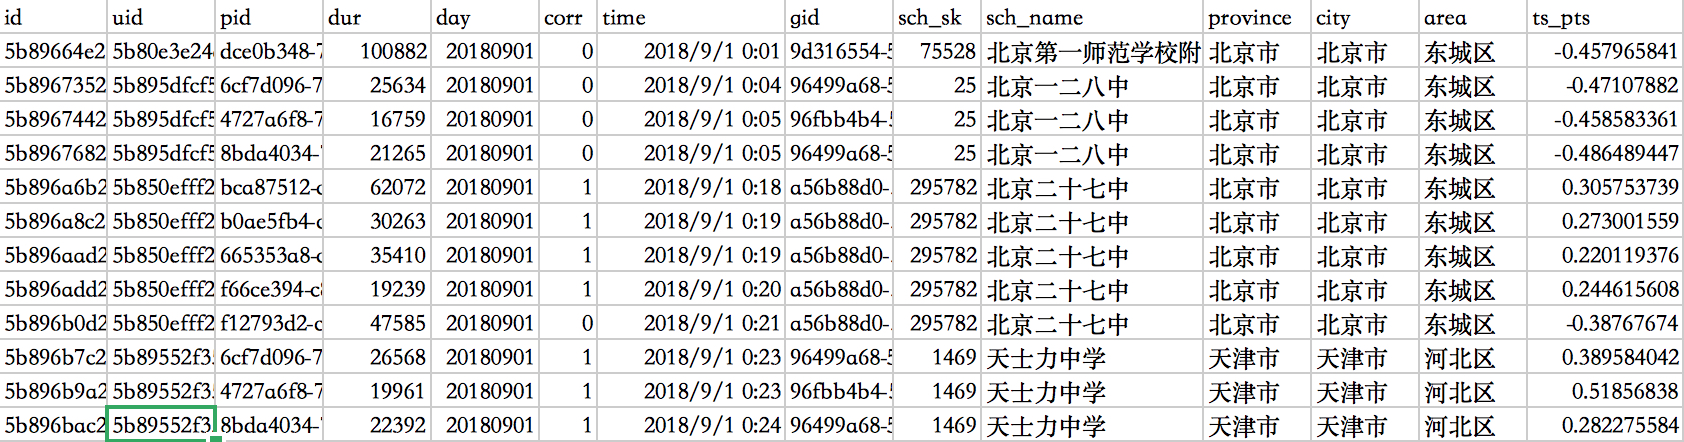 id uid pid dur day corr time gid sch_sk sch_name province city area ts_pts
5b89664e2 5b80e3e24 dce0b348-7 100882 20180901 0 2018/9/1 0:01 9d316554-5 75528 北京第一师范学校附 北京市 北京市 东城区 -0.457965841
5b8967352 5b895dfcf5 6cf7d096-7 25634 20180901 0 2018/9/1 0:04 96499a68-5 25 北京一二八中 北京市 北京市 东城区 -0.47107882
5b8967442 5b895dfcf5 4727a6f8-7 16759 20180901 0 2018/9/1 0:05 96fbb4b4-5 25 北京一二八中 北京市 北京市 东城区 -0.458583361
5b8967682 5b895dfcf5 8bda4034-7 21265 20180901 0 2018/9/1 0:05 96499a68-5 25 北京一二八中 北京市 北京市 东城区 -0.486489447
5b896a6b2 5b850efff2 bca87512-c 62072 20180901 1 2018/9/1 0:18 a56b88d0- 295782 北京二十七中 北京市 北京市 东城区 0.305753739
5b896a8c2 5b850efff2 b0ae5fb4-c 30263 20180901 1 2018/9/1 0:19 a56b88d0- 295782 北京二十七中 北京市 北京市 东城区 0.273001559
5b896aad2 5b850efff2 665353a8-c 35410 20180901 1 2018/9/1 0:19 a56b88d0- 295782 北京二十七中 北京市 北京市 东城区 0.220119376
5b896add2 5b850efff2 f66ce394-c8 19239 20180901 1 2018/9/1 0:20 a56b88d0- 295782 北京二十七中 北京市 北京市 东城区 0.244615608
5b896b0d2 5b850efff2 f12793d2-c 47585 20180901 0 2018/9/1 0:21 a56b88d0- 295782 北京二十七中 北京市 北京市 东城区 -0.38767674
5b896b7c2 5b89552f35 6cf7d096-7 26568 20180901 1 2018/9/1 0:23 96499a68-5 1469 天士力中学 天津市 天津市 河北区 0.389584042
5b896b9a2 5b89552f35 4727a6f8-7 19961 20180901 1 2018/9/1 0:23 96fbb4b4-5 1469 天士力中学 天津市 天津市 河北区 0.51856838
5b896bac2 5b89552f3 8bda4034-7 22392 20180901 1 2018/9/1 0:24 96499a68-5 1469 天士力中学 天津市 天津市 河北区 0.282275584